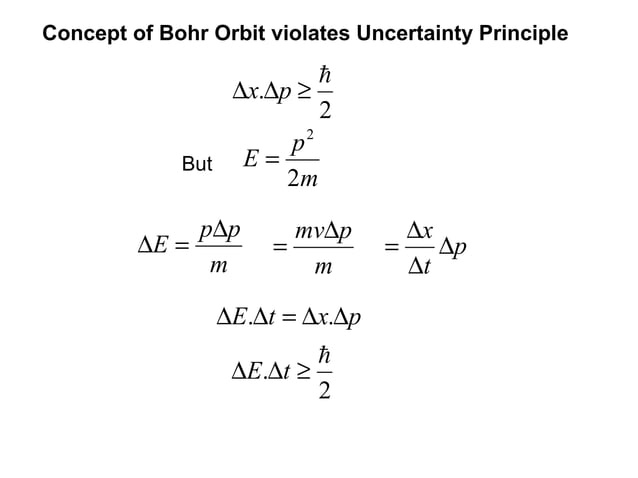 Concept of Bohr Orbit violates Uncertainty Principle
Δx.Δp ≥ ℏ/2
But E = p²/2m
ΔE = pΔp/m = mvΔp/m = Δx/Δt Δp
ΔE.Δt = Δx.Δp
ΔE.Δt ≥ ℏ/2